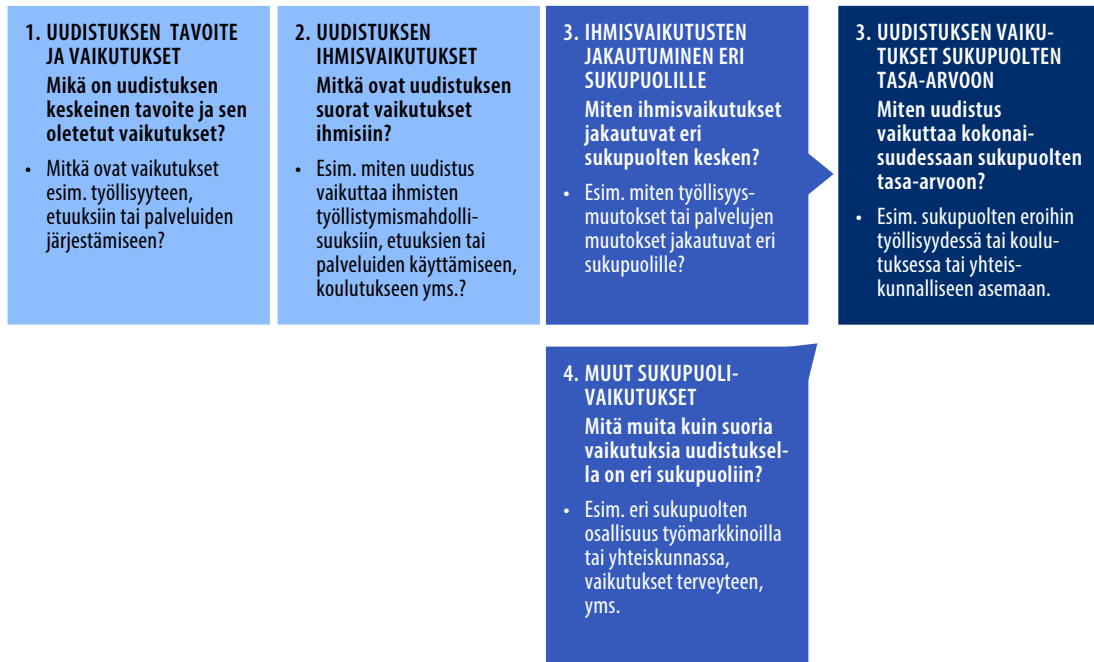 1. UUDISTUKSEN TAVOITE
JA VAIKUTUKSET
Mikä on uudistuksen
keskeinen tavoite ja sen
oletetut vaikutukset?
• Mitkä ovat vaikutukset
esim. työllisyyteen,
etuuksiin tai palveluiden
järjestämiseen?
2. UUDISTUKSEN
IHMISVAIKUTUKSET
Mitkä ovat uudistuksen
suorat vaikutukset
ihmisiin?
• Esim. miten uudistus
vaikuttaa ihmisten
työllistymismahdolli-
suuksiin, etuuksien tai
palveluiden käyttämiseen,
koulutukseen yms.?
3. IHMISVAIKUTUSTEN
JAKAUTUMINEN ERI
SUKUPUOLILLE
Miten ihmisvaikutukset
jakautuvat eri
sukupuolten kesken?
• Esim. miten työllisyys-
muutokset tai palvelujen
muutokset jakautuvat eri
sukupuolille?
3. UUDISTUKSEN VAIKU-
TUKSET SUKUPUOLTEN
TASA-ARVOON
Miten uudistus
vaikuttaa kokonai-
suudessaan sukupuolten
tasa-arvoon?
• Esim. sukupuolten eroihin
työllisyydessä tai koulu-
tuksessa tai yhteis-
kunnalliseen asemaan.
4. MUUT SUKUPUOLI-
VAIKUTUKSET
Mitä muita kuin suoria
vaikutuksia uudistuksel-
la on eri sukupuoliin?
• Esim. eri sukupuolten
osallisuus työmarkkinoilla
tai yhteiskunnassa,
vaikutukset terveyteen,
yms.